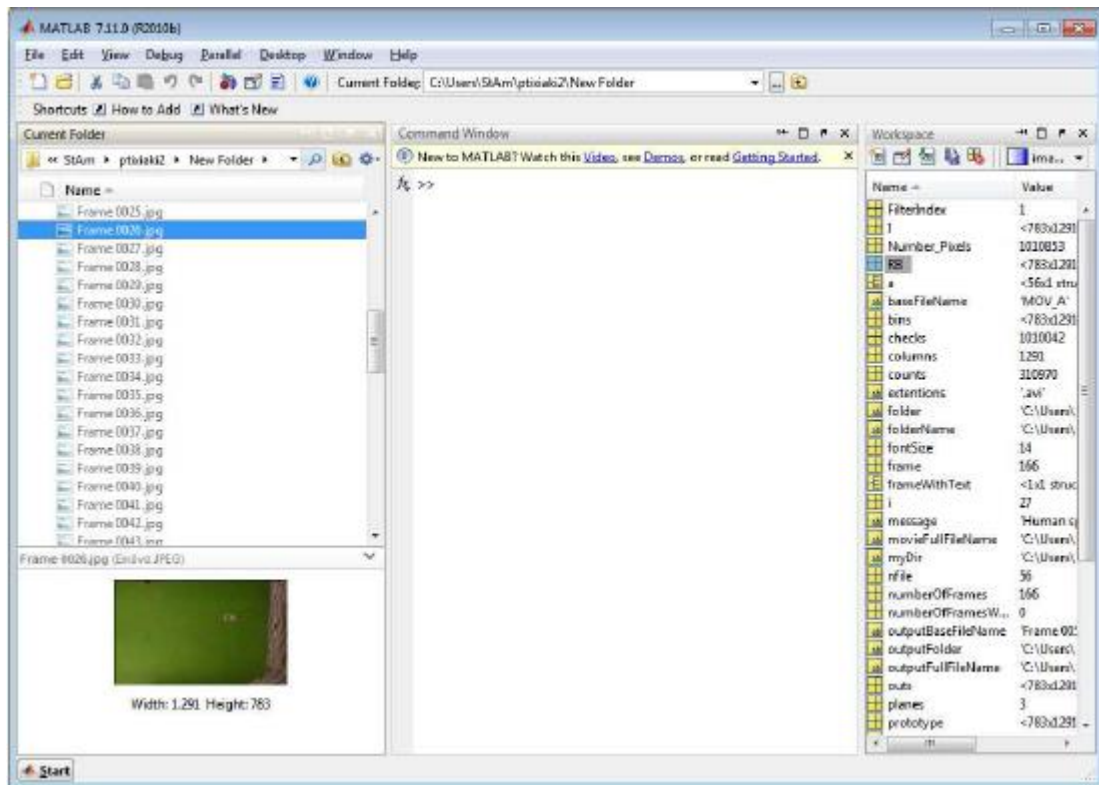 MATLAB 7.11.0 (R2010b)
File Edit View Debug Parallel Desktop Window Help
Current Folder: C:\Users\StAm\ptixiaki2\New Folder
Shortcuts How to Add What's New
Current Folder
« StAm ptixiaki2 New Folder
Name
Frame 0025.jpg
Frame 0026.jpg
Frame 0027.jpg
Frame 0028.jpg
Frame 0029.jpg
Frame 0030.jpg
Frame 0031.jpg
Frame 0032.jpg
Frame 0033.jpg
Frame 0034.jpg
Frame 0035.jpg
Frame 0036.jpg
Frame 0037.jpg
Frame 0038.jpg
Frame 0039.jpg
Frame 0040.jpg
Frame 0041.jpg
Frame 0042.jpg
Frame 0043.jpg
Frame 0026.jpg (Εικόνα JPEG)
Width: 1.291 Height: 783
Command Window
New to MATLAB? Watch this Video, see Demos, or read Getting Started.
fx >>
Workspace
ima...
Name Value
FilterIndex 1
I <783x1291
Number_Pixels 1010853
RB <783x1291
a <56x1 stru
baseFileName 'MOV_A'
bins <783x1291
checks 1010042
columns 1291
counts 310970
extentions '.avi'
folder 'C:\Users\
folderName 'C:\Users\
fontSize 14
frame 166
frameWithText <1x1 struc
i 27
message 'Human sp
movieFullFileName 'C:\Users\
myDir 'C:\Users\
nfile 56
numberOfFrames 166
numberOfFramesW... 0
outputBaseFileName 'Frame 00
outputFolder 'C:\Users\
outputFullFileName 'C:\Users\
outs <783x1291
planes 3
prototype <783x1291
Start